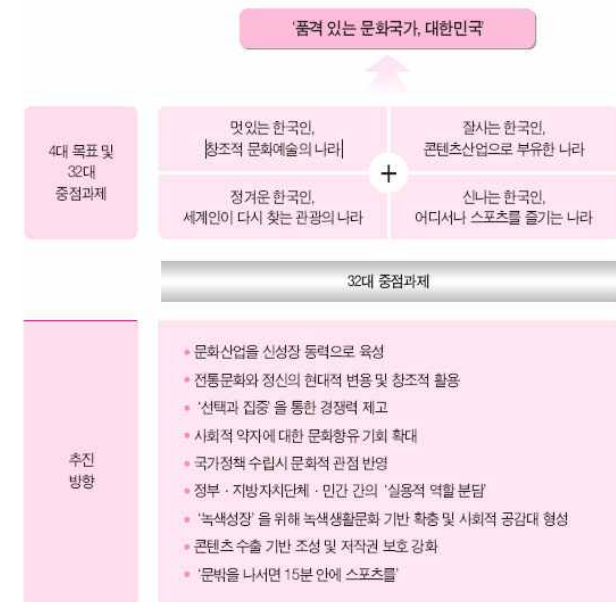 '품격 있는 문화국가, 대한민국'
4대 목표 및
32대
중점과제
멋있는 한국인,
창조적 문화예술의 나라
잘사는 한국인,
콘텐츠산업으로 부유한 나라
+
정겨운 한국인,
세계인이 다시 찾는 관광의 나라
신나는 한국인,
어디서나 스포츠를 즐기는 나라
32대 중점과제
추진
방향
• 문화산업을 신성장 동력으로 육성
• 전통문화와 정신의 현대적 변용 및 창조적 활용
• '선택과 집중'을 통한 경쟁력 제고
• 사회적 약자에 대한 문화향유 기회 확대
• 국가정책 수립시 문화적 관점 반영
• 정부 · 지방자치단체 · 민간 간의 '실용적 역할 분담'
• '녹색성장'을 위해 녹색생활문화 기반 확충 및 사회적 공감대 형성
• 콘텐츠 수출 기반 조성 및 저작권 보호 강화
• '문밖을 나서면 15분 안에 스포츠를'